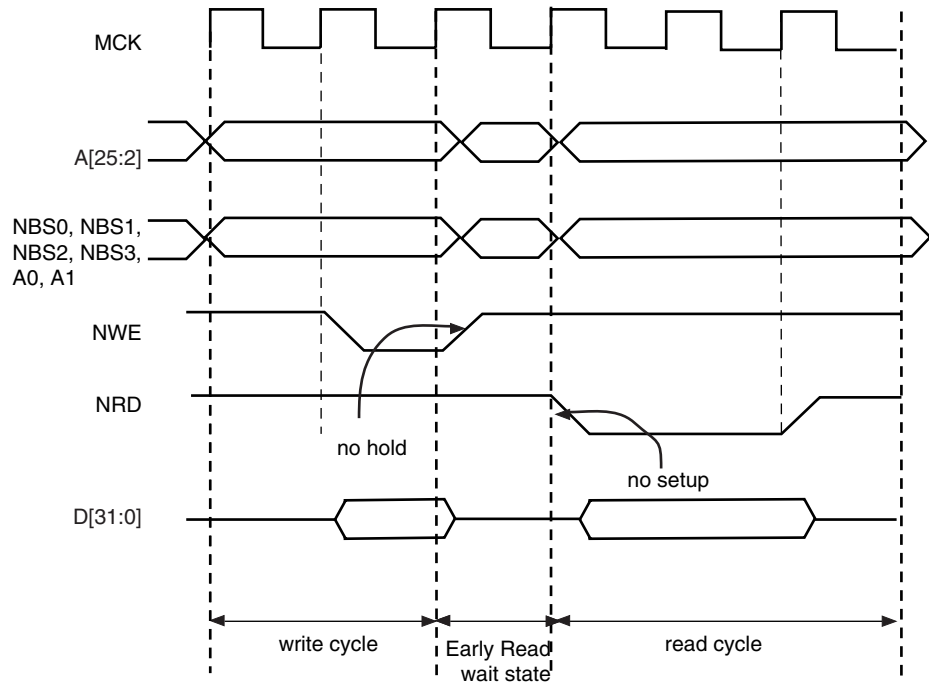 MCK
A[25:2]
NBS0, NBS1,
NBS2, NBS3,
A0, A1
NWE
NRD
no hold
no setup
D[31:0]
write cycle
Early Read
wait state
read cycle